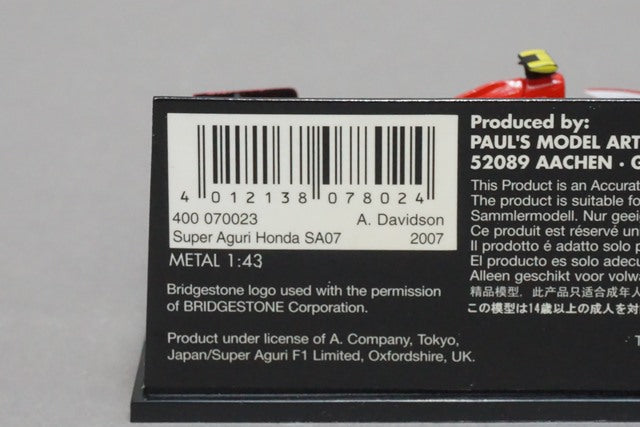 4 012138 078024
400 070023 A. Davidson
Super Aguri Honda SA07 2007
METAL 1:43
Bridgestone logo used with the permission
of BRIDGESTONE Corporation.
Product under license of A. Company, Tokyo,
Japan/Super Aguri F1 Limited, Oxfordshire, UK.
Produced by:
PAUL'S MODEL ART
52089 AACHEN · G
This Product is an Accurat
The product is suitable fo
Sammlermodell. Nur geei
Ce produit est réservé un
Il prodotto é adatto solo p
El producto es solo adecu
Alleen geschikt voor volwa
精品模型，此产品只适合成年人
この模型は14歳以上の成人を対
T